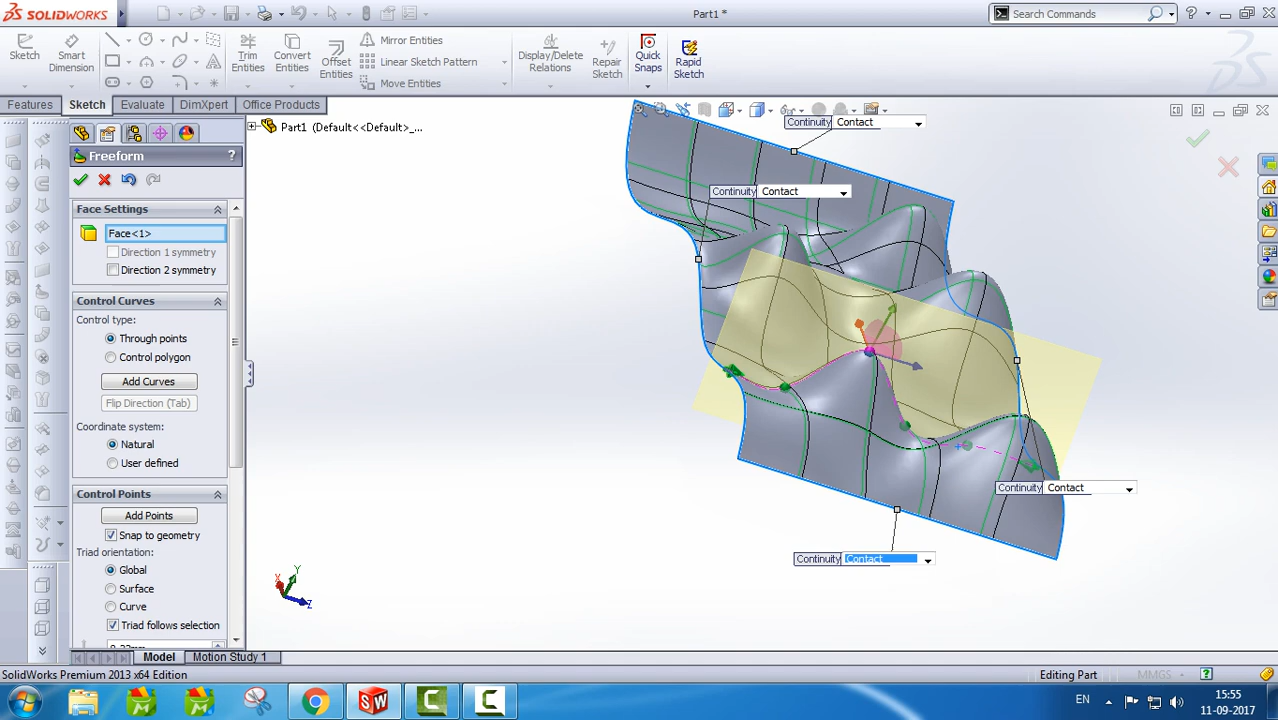 SOLIDWORKS
Part1 *
Search Commands
Sketch
Smart Dimension
Trim Entities
Convert Entities
Offset Entities
Mirror Entities
Linear Sketch Pattern
Move Entities
Display/Delete Relations
Repair Sketch
Quick Snaps
Rapid Sketch
Features
Sketch
Evaluate
DimXpert
Office Products
Part1 (Default<<Default>_...
Continuity Contact
Freeform
?
Continuity Contact
Face Settings
Face<1>
Direction 1 symmetry
Direction 2 symmetry
Control Curves
Control type:
Through points
Control polygon
Add Curves
Flip Direction (Tab)
Coordinate system:
Natural
User defined
Continuity Contact
Control Points
Add Points
Snap to geometry
Triad orientation:
Continuity Contact
Global
Surface
Curve
Triad follows selection
X
Y
Z
Model
Motion Study 1
SolidWorks Premium 2013 x64 Edition
Editing Part
MMGS
EN
15:55
11-09-2017